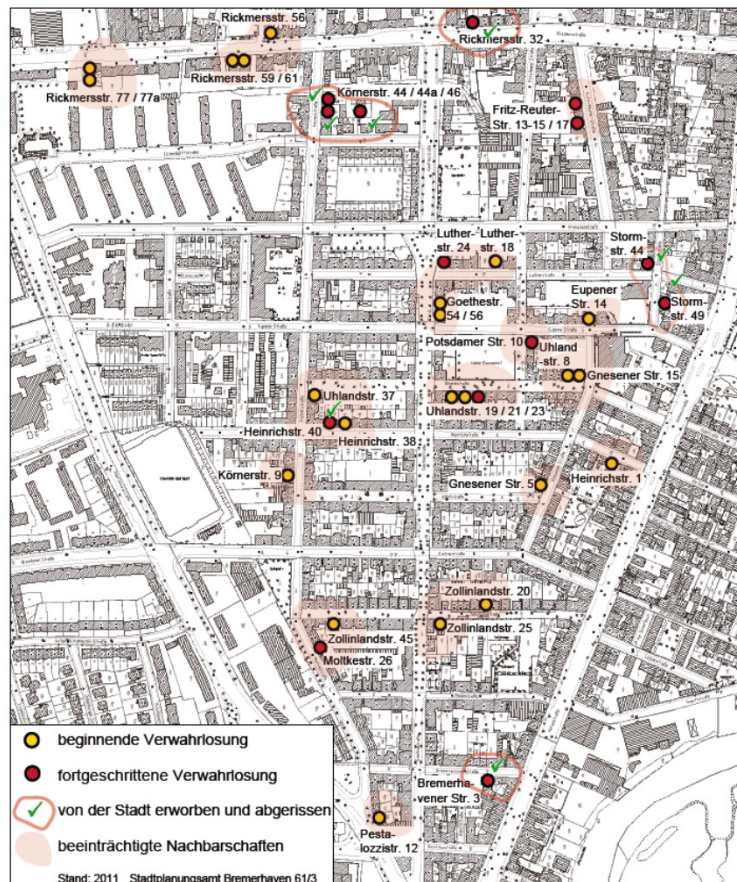 Rickmersstr. 56
Rickmersstr. 32
Rickmersstr. 59 / 61
Rickmersstr. 77 / 77a
Körnerstr. 44 / 44a / 46
Fritz-Reuter-
Str. 13-15 / 17
Luther-
str. 24
Luther-
str. 18
Storm-
str. 44
Goethestr.
54 / 56
Eupener
Str. 14
Storm-
str. 49
Potsdamer Str. 10
Uhland
-str. 8
Gnesener Str. 15
Uhlandstr. 37
Uhlandstr. 19 / 21 / 23
Heinrichstr. 40
Heinrichstr. 38
Körnerstr. 9
Gnesener Str. 5
Heinrichstr. 1
Zollinlandstr. 20
Zollinlandstr. 45
Zollinlandstr. 25
Moltkestr. 26
Bremerha-
vener Str. 3
Pesta-
lozzistr. 12
beginnende Verwahrlosung
fortgeschrittene Verwahrlosung
von der Stadt erworben und abgerissen
beeinträchtigte Nachbarschaften
Stand: 2011 Stadtplanungsamt Bremerhaven 61/3